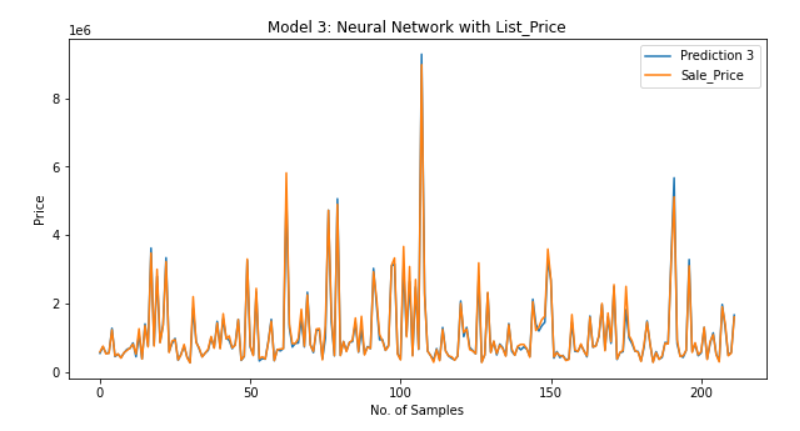 Model 3: Neural Network with List_Price
1e6
Prediction 3
Sale_Price
8
6
4
2
0
Price
0
50
100
150
200
No. of Samples